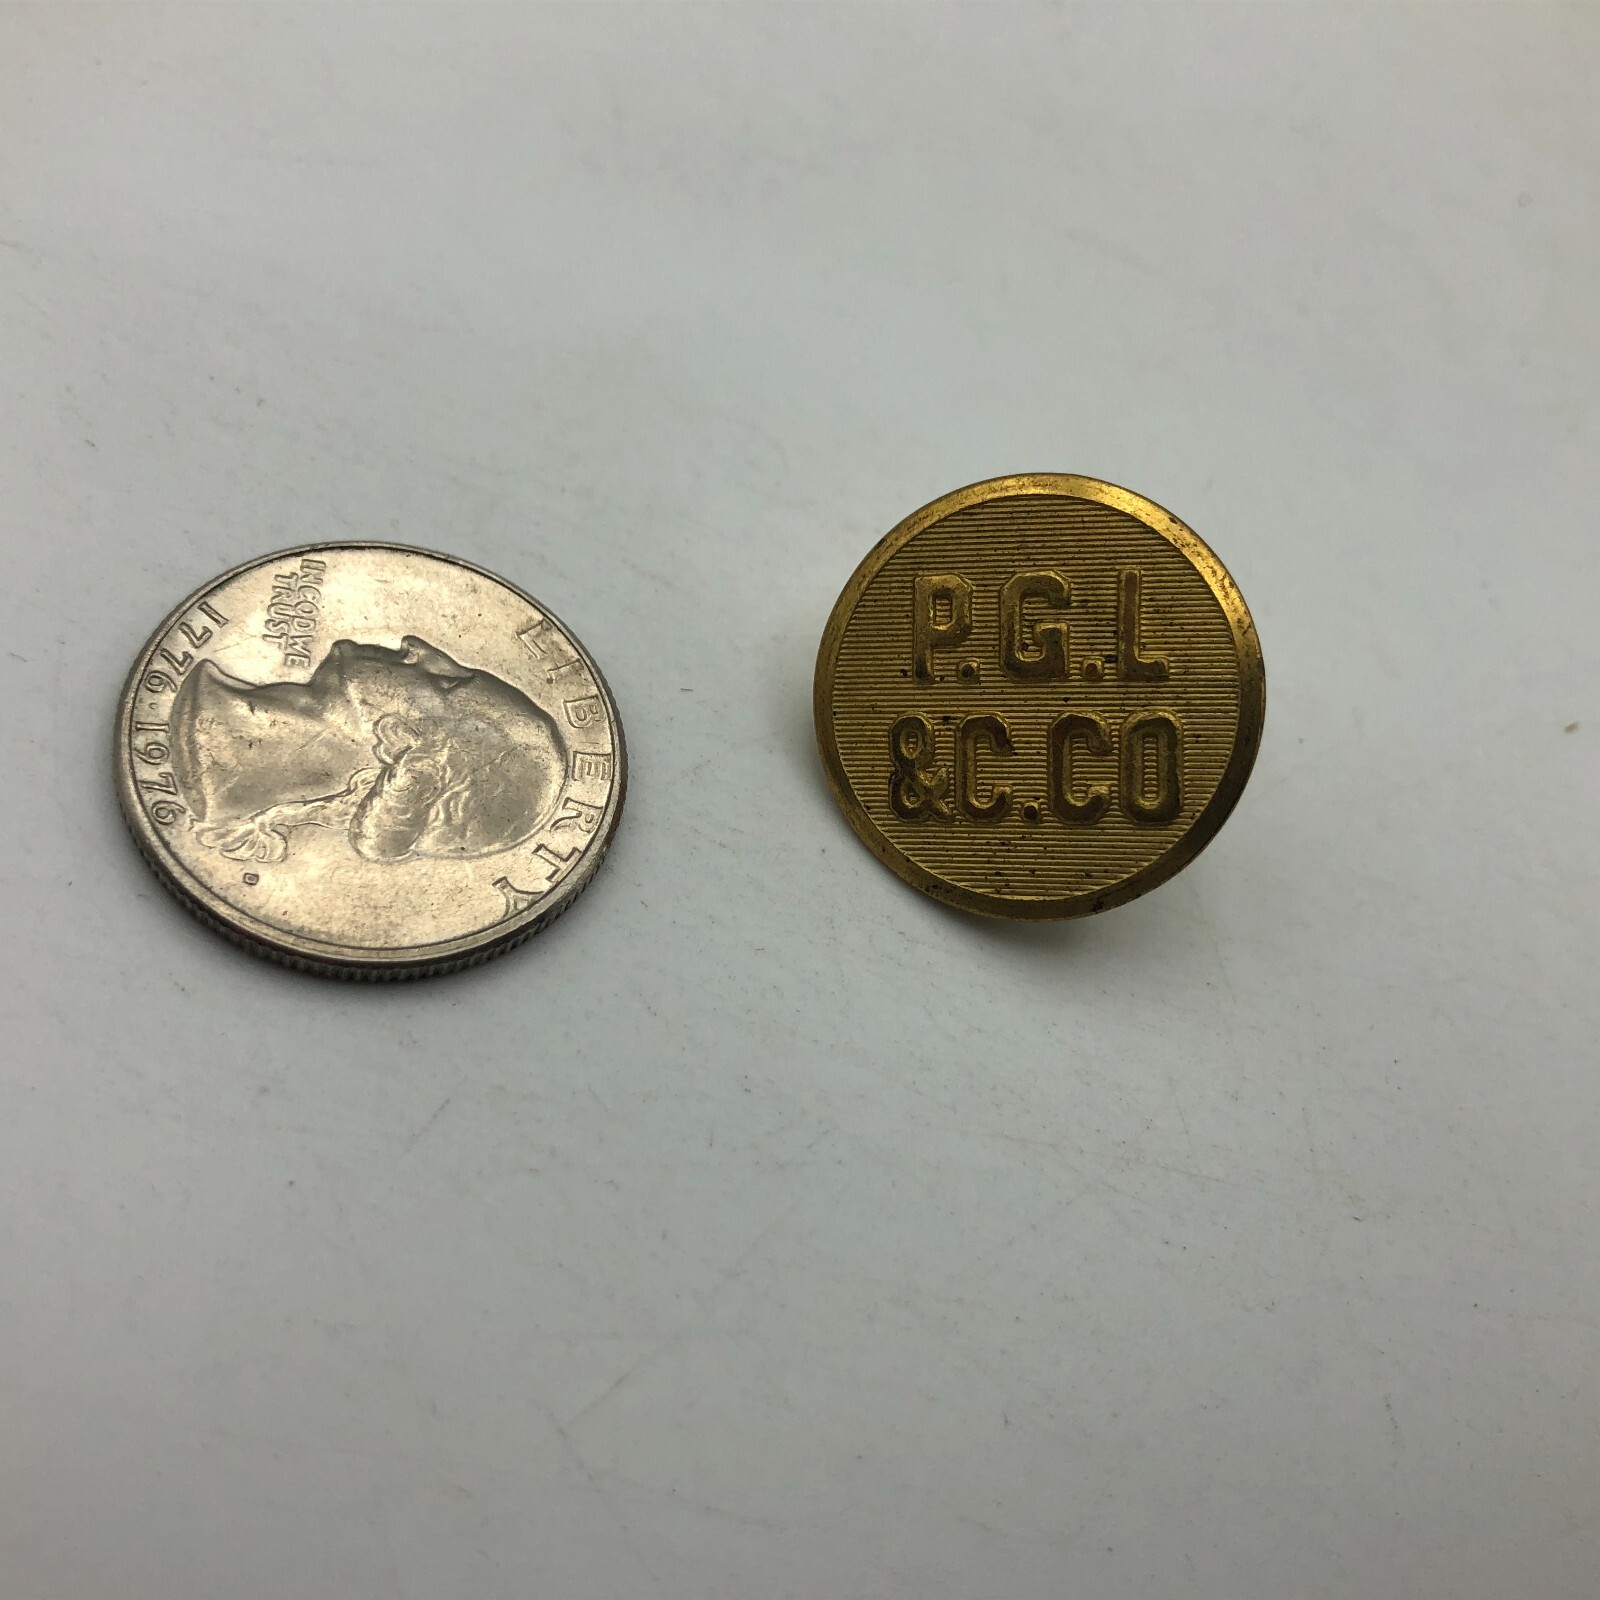 LIBERTY
IN GOD WE
TRUST
1776·1976
D
P.G.L
&C.CO